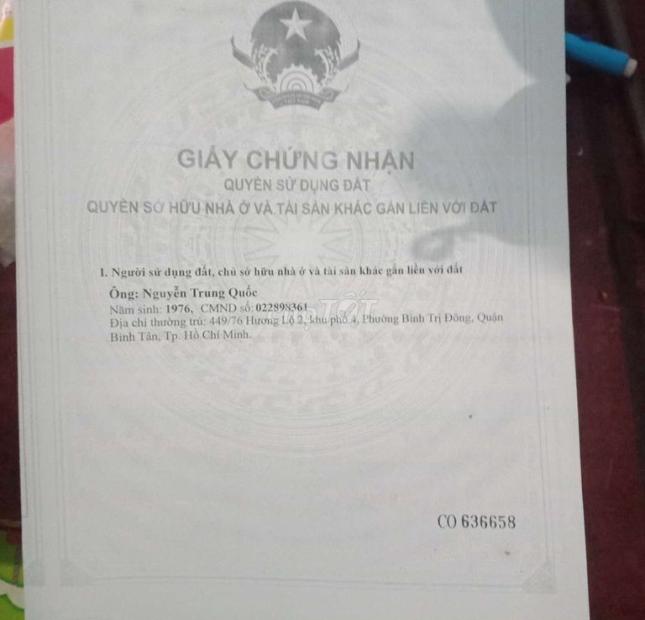 GIẤY CHỨNG NHẬN
QUYỀN SỬ DỤNG ĐẤT
QUYỀN SỞ HỮU NHÀ Ở VÀ TÀI SẢN KHÁC GẮN LIỀN VỚI ĐẤT
I. Người sử dụng đất, chủ sở hữu nhà ở và tài sản khác gắn liền với đất
Ông: Nguyễn Trung Quốc
Năm sinh: 1976, CMND số: 022898361
Địa chỉ thường trú: 449/76 Hương Lộ 2, khu phố 4, Phường Bình Trị Đông, Quận
Bình Tân, Tp. Hồ Chí Minh.
CO 636658